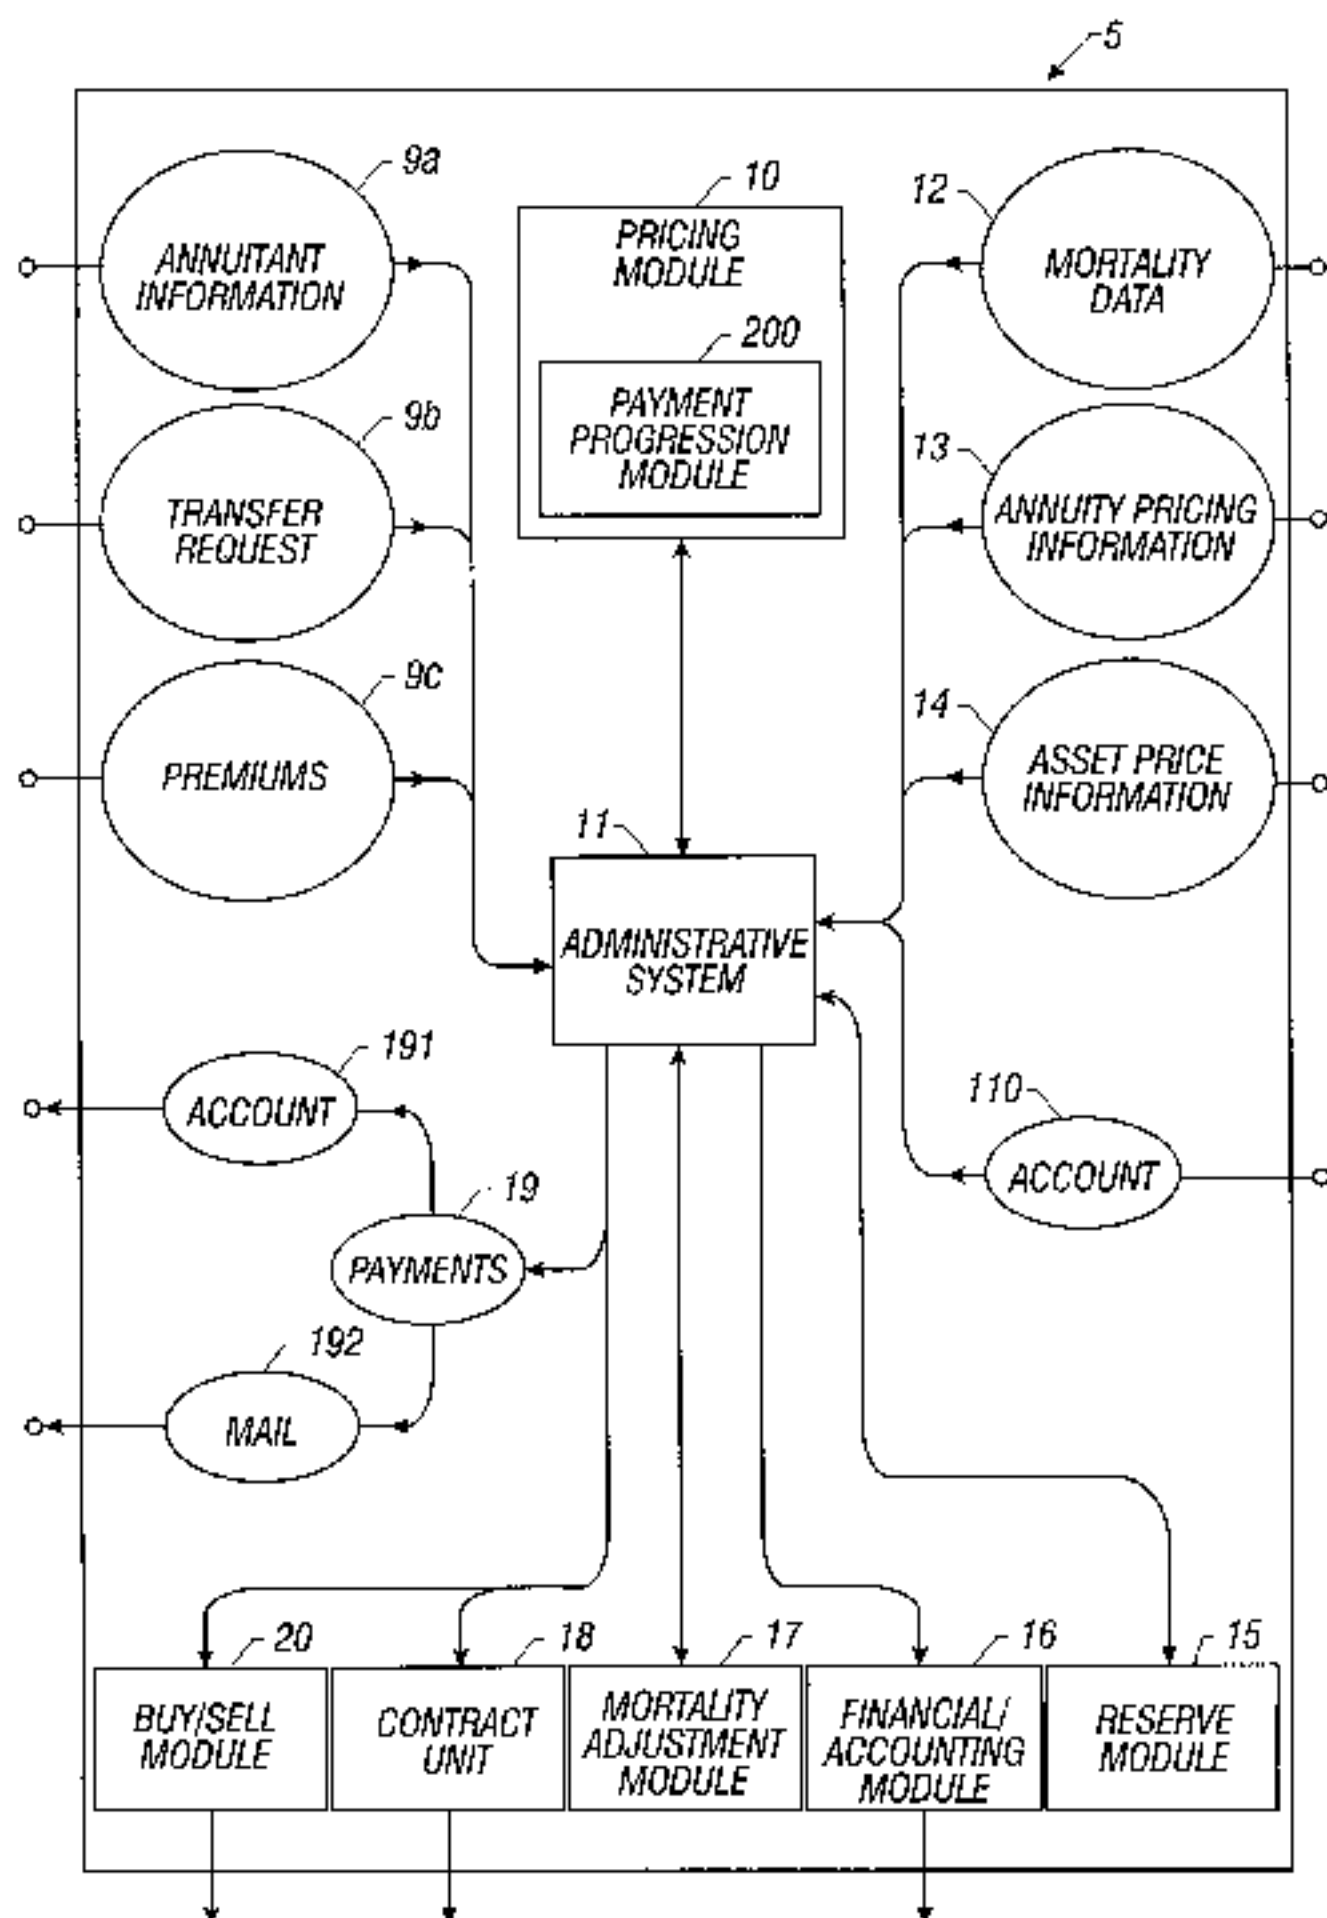 5
9a
ANNUITANT
INFORMATION
10
PRICING
MODULE
12
MORTALITY
DATA
200
PAYMENT
PROGRESSION
MODULE
9b
TRANSFER
REQUEST
13
ANNUITY PRICING
INFORMATION
9c
PREMIUMS
14
ASSET PRICE
INFORMATION
11
ADMINISTRATIVE
SYSTEM
191
ACCOUNT
110
ACCOUNT
19
PAYMENTS
192
MAIL
20
BUY/SELL
MODULE
18
CONTRACT
UNIT
17
MORTALITY
ADJUSTMENT
MODULE
16
FINANCIAL/
ACCOUNTING
MODULE
15
RESERVE
MODULE